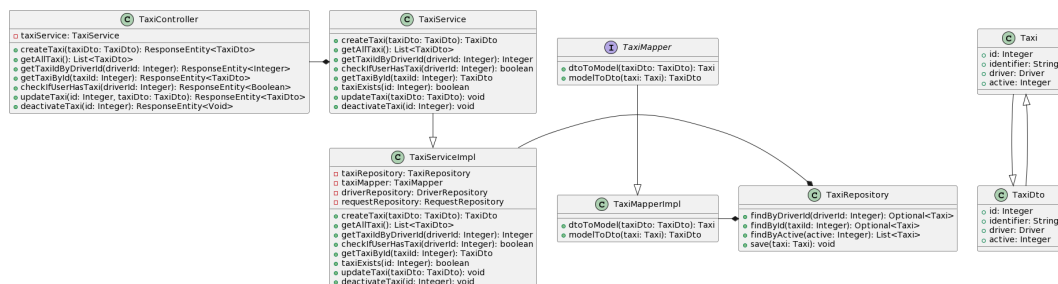 C TaxiController
taxiService: TaxiService
createTaxi(taxiDto: TaxiDto): ResponseEntity<TaxiDto>
getAllTaxi(): List<TaxiDto>
getTaxiIdByDriverId(driverId: Integer): ResponseEntity<Integer>
getTaxiById(taxiId: Integer): ResponseEntity<TaxiDto>
checkIfUserHasTaxi(driverId: Integer): ResponseEntity<Boolean>
updateTaxi(id: Integer, taxiDto: TaxiDto): ResponseEntity<TaxiDto>
deactivateTaxi(id: Integer): ResponseEntity<Void>
C TaxiService
createTaxi(taxiDto: TaxiDto): TaxiDto
getAllTaxi(): List<TaxiDto>
getTaxiIdByDriverId(driverId: Integer): Integer
checkIfUserHasTaxi(driverId: Integer): boolean
getTaxiById(taxiId: Integer): TaxiDto
taxiExists(id: Integer): boolean
updateTaxi(taxiDto: TaxiDto): void
deactivateTaxi(id: Integer): void
I TaxiMapper
dtoToModel(taxiDto: TaxiDto): Taxi
modelToDto(taxi: Taxi): TaxiDto
C Taxi
id: Integer
identifier: String
driver: Driver
active: Integer
C TaxiServiceImpl
taxiRepository: TaxiRepository
taxiMapper: TaxiMapper
driverRepository: DriverRepository
requestRepository: RequestRepository
createTaxi(taxiDto: TaxiDto): TaxiDto
getAllTaxi(): List<TaxiDto>
getTaxiIdByDriverId(driverId: Integer): Integer
checkIfUserHasTaxi(driverId: Integer): boolean
getTaxiById(taxiId: Integer): TaxiDto
taxiExists(id: Integer): boolean
updateTaxi(taxiDto: TaxiDto): void
deactivateTaxi(id: Integer): void
C TaxiMapperImpl
dtoToModel(taxiDto: TaxiDto): Taxi
modelToDto(taxi: Taxi): TaxiDto
C TaxiRepository
findByDriverId(driverId: Integer): Optional<Taxi>
findById(taxiId: Integer): Optional<Taxi>
findByActive(active: Integer): List<Taxi>
save(taxi: Taxi): void
C TaxiDto
id: Integer
identifier: String
driver: Driver
active: Integer